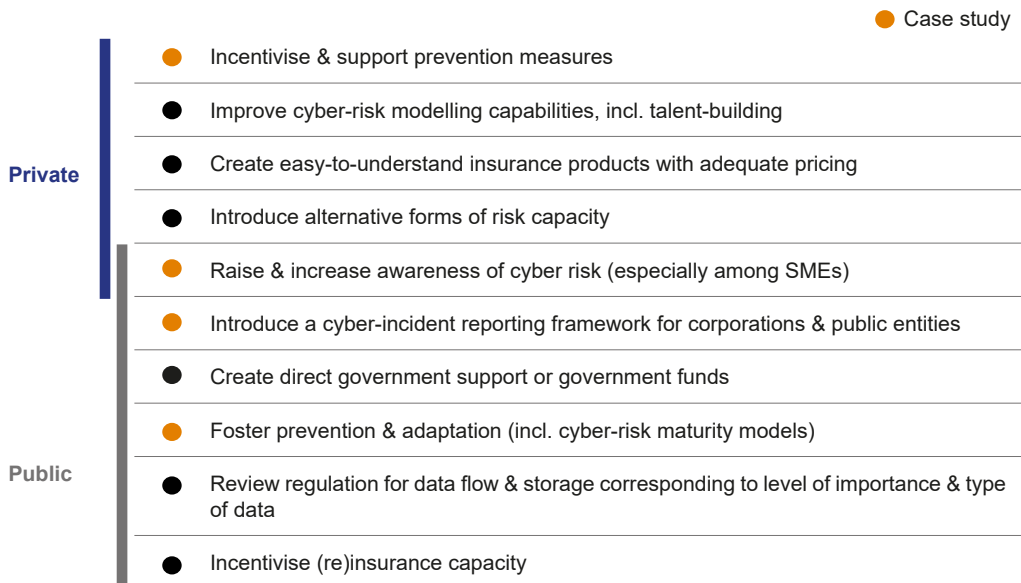 Case study
Incentivise & support prevention measures
Improve cyber-risk modelling capabilities, incl. talent-building
Private
Create easy-to-understand insurance products with adequate pricing
Introduce alternative forms of risk capacity
Raise & increase awareness of cyber risk (especially among SMEs)
Introduce a cyber-incident reporting framework for corporations & public entities
Create direct government support or government funds
Foster prevention & adaptation (incl. cyber-risk maturity models)
Public
Review regulation for data flow & storage corresponding to level of importance & type
of data
Incentivise (re)insurance capacity